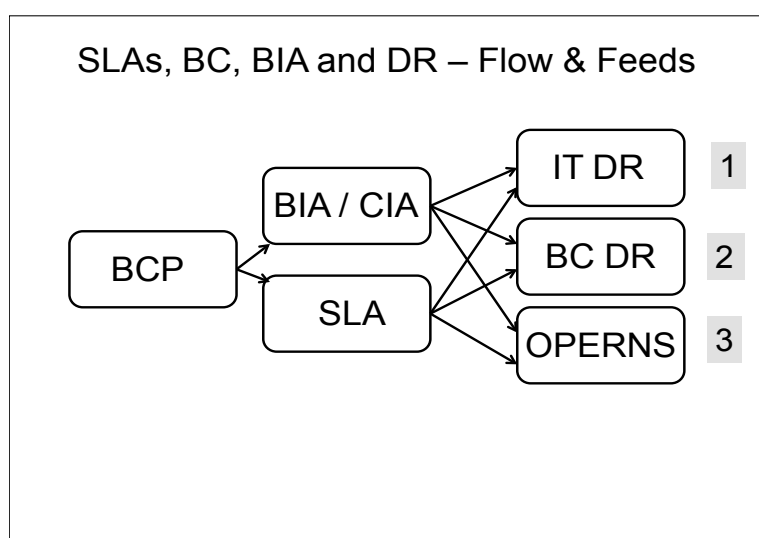 SLAs, BC, BIA and DR – Flow & Feeds
IT DR
1
BIA / CIA
BCP
BC DR
2
SLA
OPERNS
3